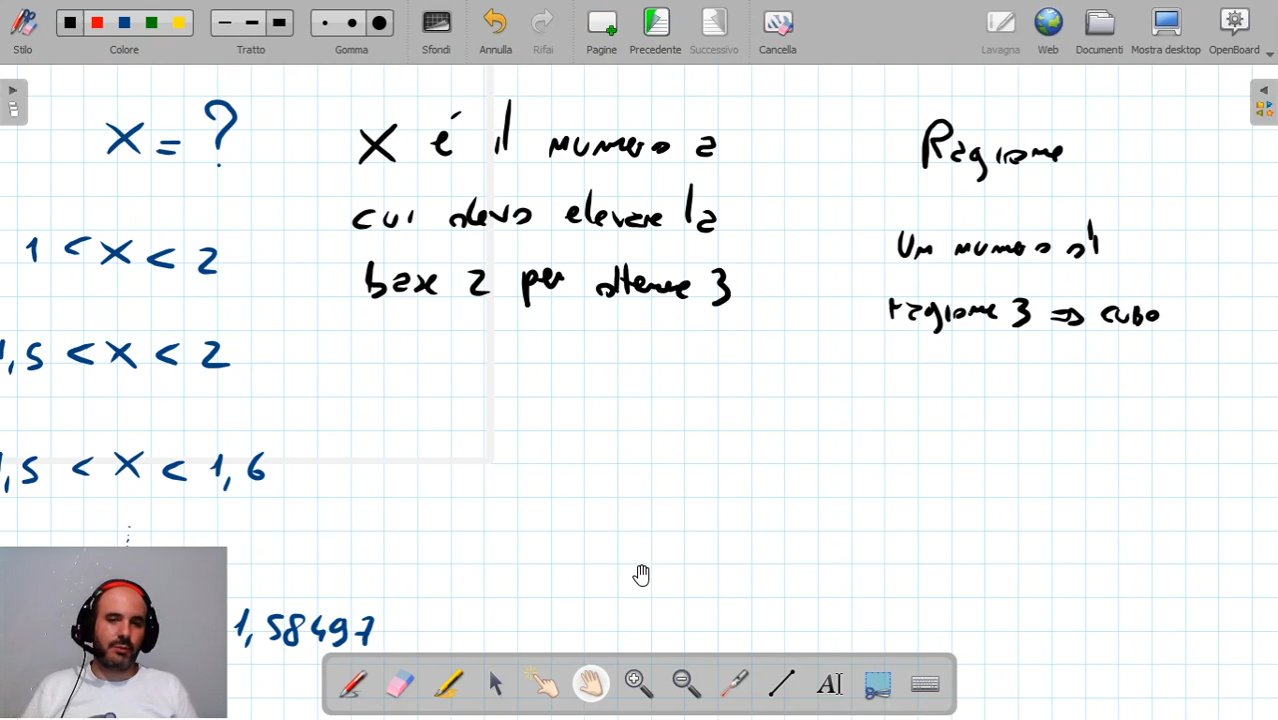 Stilo
Colore
Tratto
Gomma
Sfondi
Annulla
Rifai
Pagine
Precedente
Successivo
Cancella
Lavagna
Web
Documenti
Mostra desktop
OpenBoard
x = ?
1 < x < 2
1,5 < x < 2
1,5 < x < 1,6
1,58497
X é il numero a
cui devo elevare la
base 2 per ottenere 3
Ragione
Un numero di
ragione 3 => cubo
AI